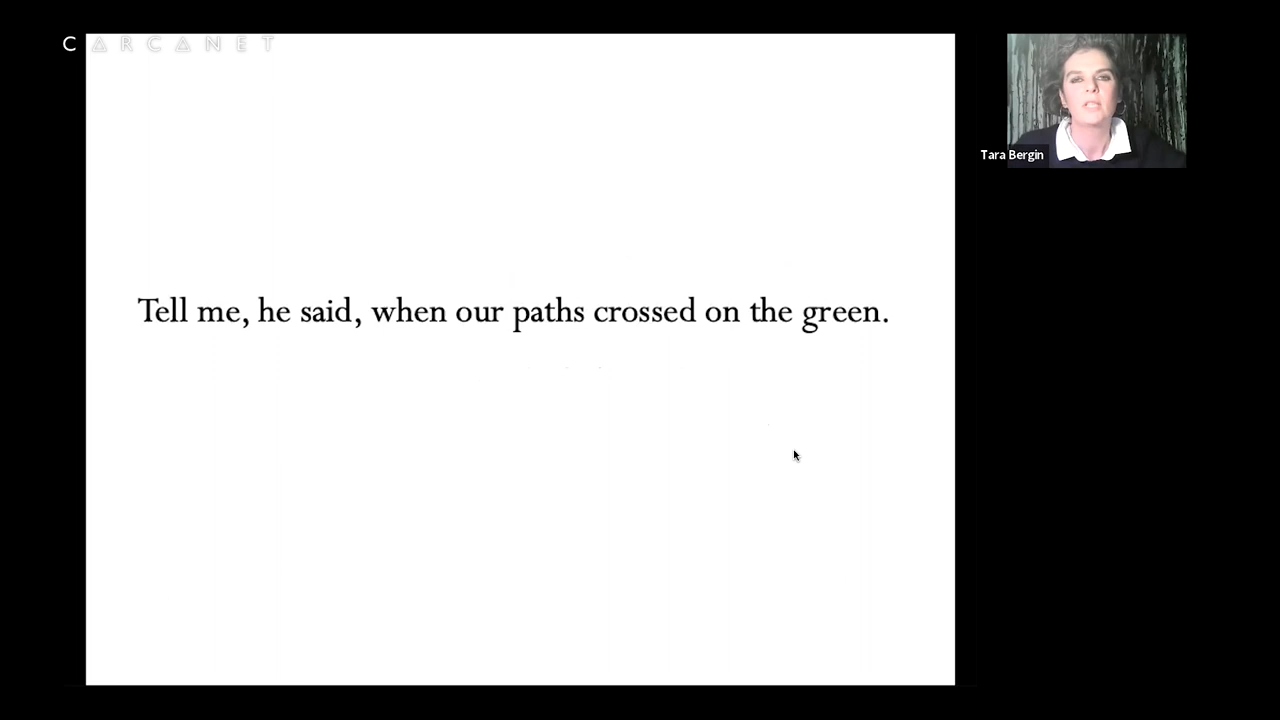 CARCANET
Tell me, he said, when our paths crossed on the green.
Tara Bergin